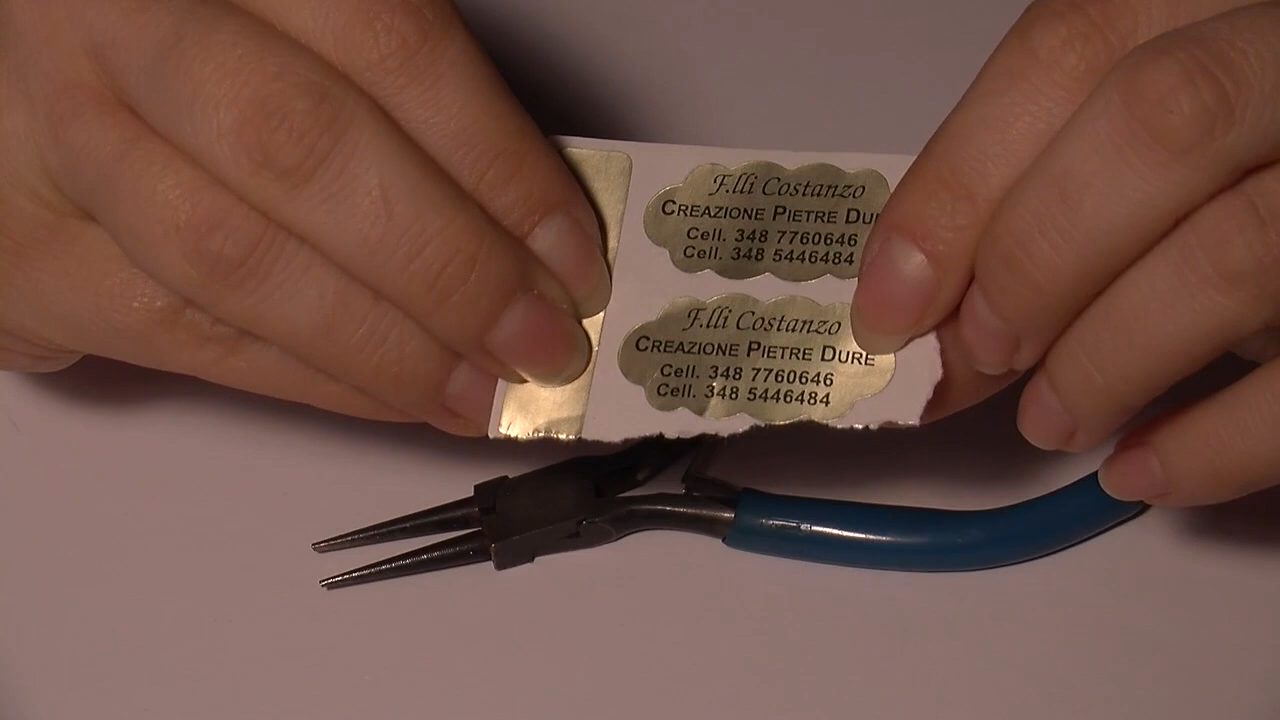 F.lli Costanzo
CREAZIONE PIETRE
Cell. 348 7760646
Cell. 348 5446484
F.lli Costanzo
CREAZIONE PIETRE DURE
Cell. 348 7760646
Cell. 348 5446484